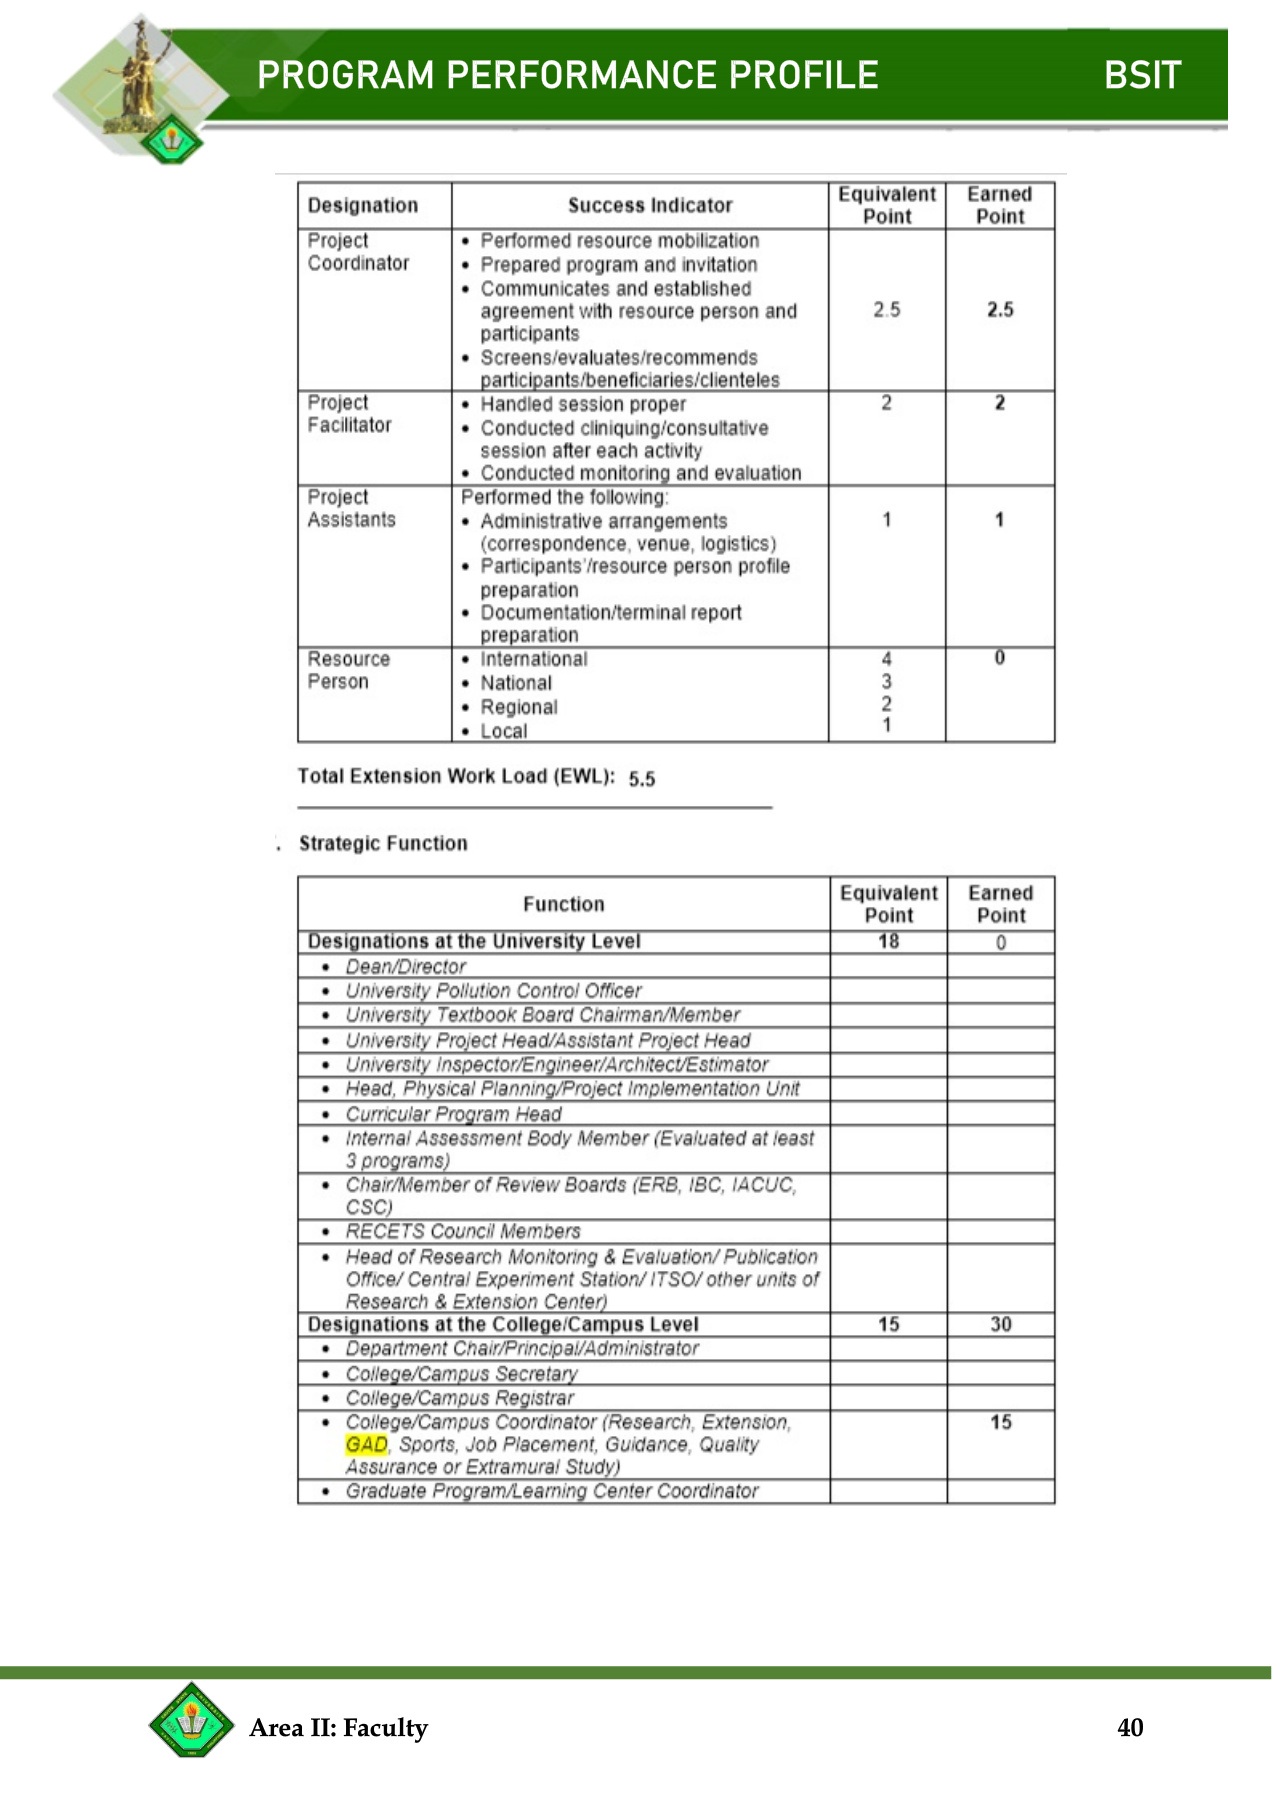 PROGRAM PERFORMANCE PROFILE BSIT
Designation Success Indicator Equivalent Point Earned Point
Project Coordinator
• Performed resource mobilization
• Prepared program and invitation
• Communicates and established
agreement with resource person and
participants
• Screens/evaluates/recommends
participants/beneficiaries/clienteles
2.5 2.5
Project Facilitator
• Handled session proper
• Conducted cliniquing/consultative
session after each activity
• Conducted monitoring and evaluation
2 2
Project Assistants
Performed the following:
• Administrative arrangements
(correspondence, venue, logistics)
• Participants'/resource person profile
preparation
• Documentation/terminal report
preparation
1 1
Resource Person
• International 4 0
• National 3
• Regional 2
• Local 1
Total Extension Work Load (EWL): 5.5
. Strategic Function
Function Equivalent Point Earned Point
Designations at the University Level 18 0
• Dean/Director
• University Pollution Control Officer
• University Textbook Board Chairman/Member
• University Project Head/Assistant Project Head
• University Inspector/Engineer/Architect/Estimator
• Head, Physical Planning/Project Implementation Unit
• Curricular Program Head
• Internal Assessment Body Member (Evaluated at least
3 programs)
• Chair/Member of Review Boards (ERB, IBC, IACUC,
CSC)
• RECETS Council Members
• Head of Research Monitoring & Evaluation/ Publication
Office/ Central Experiment Station/ ITSO/ other units of
Research & Extension Center)
Designations at the College/Campus Level 15 30
• Department Chair/Principal/Administrator
• College/Campus Secretary
• College/Campus Registrar
• College/Campus Coordinator (Research, Extension, 15
GAD, Sports, Job Placement, Guidance, Quality
Assurance or Extramural Study)
• Graduate Program/Learning Center Coordinator
Area II: Faculty 40